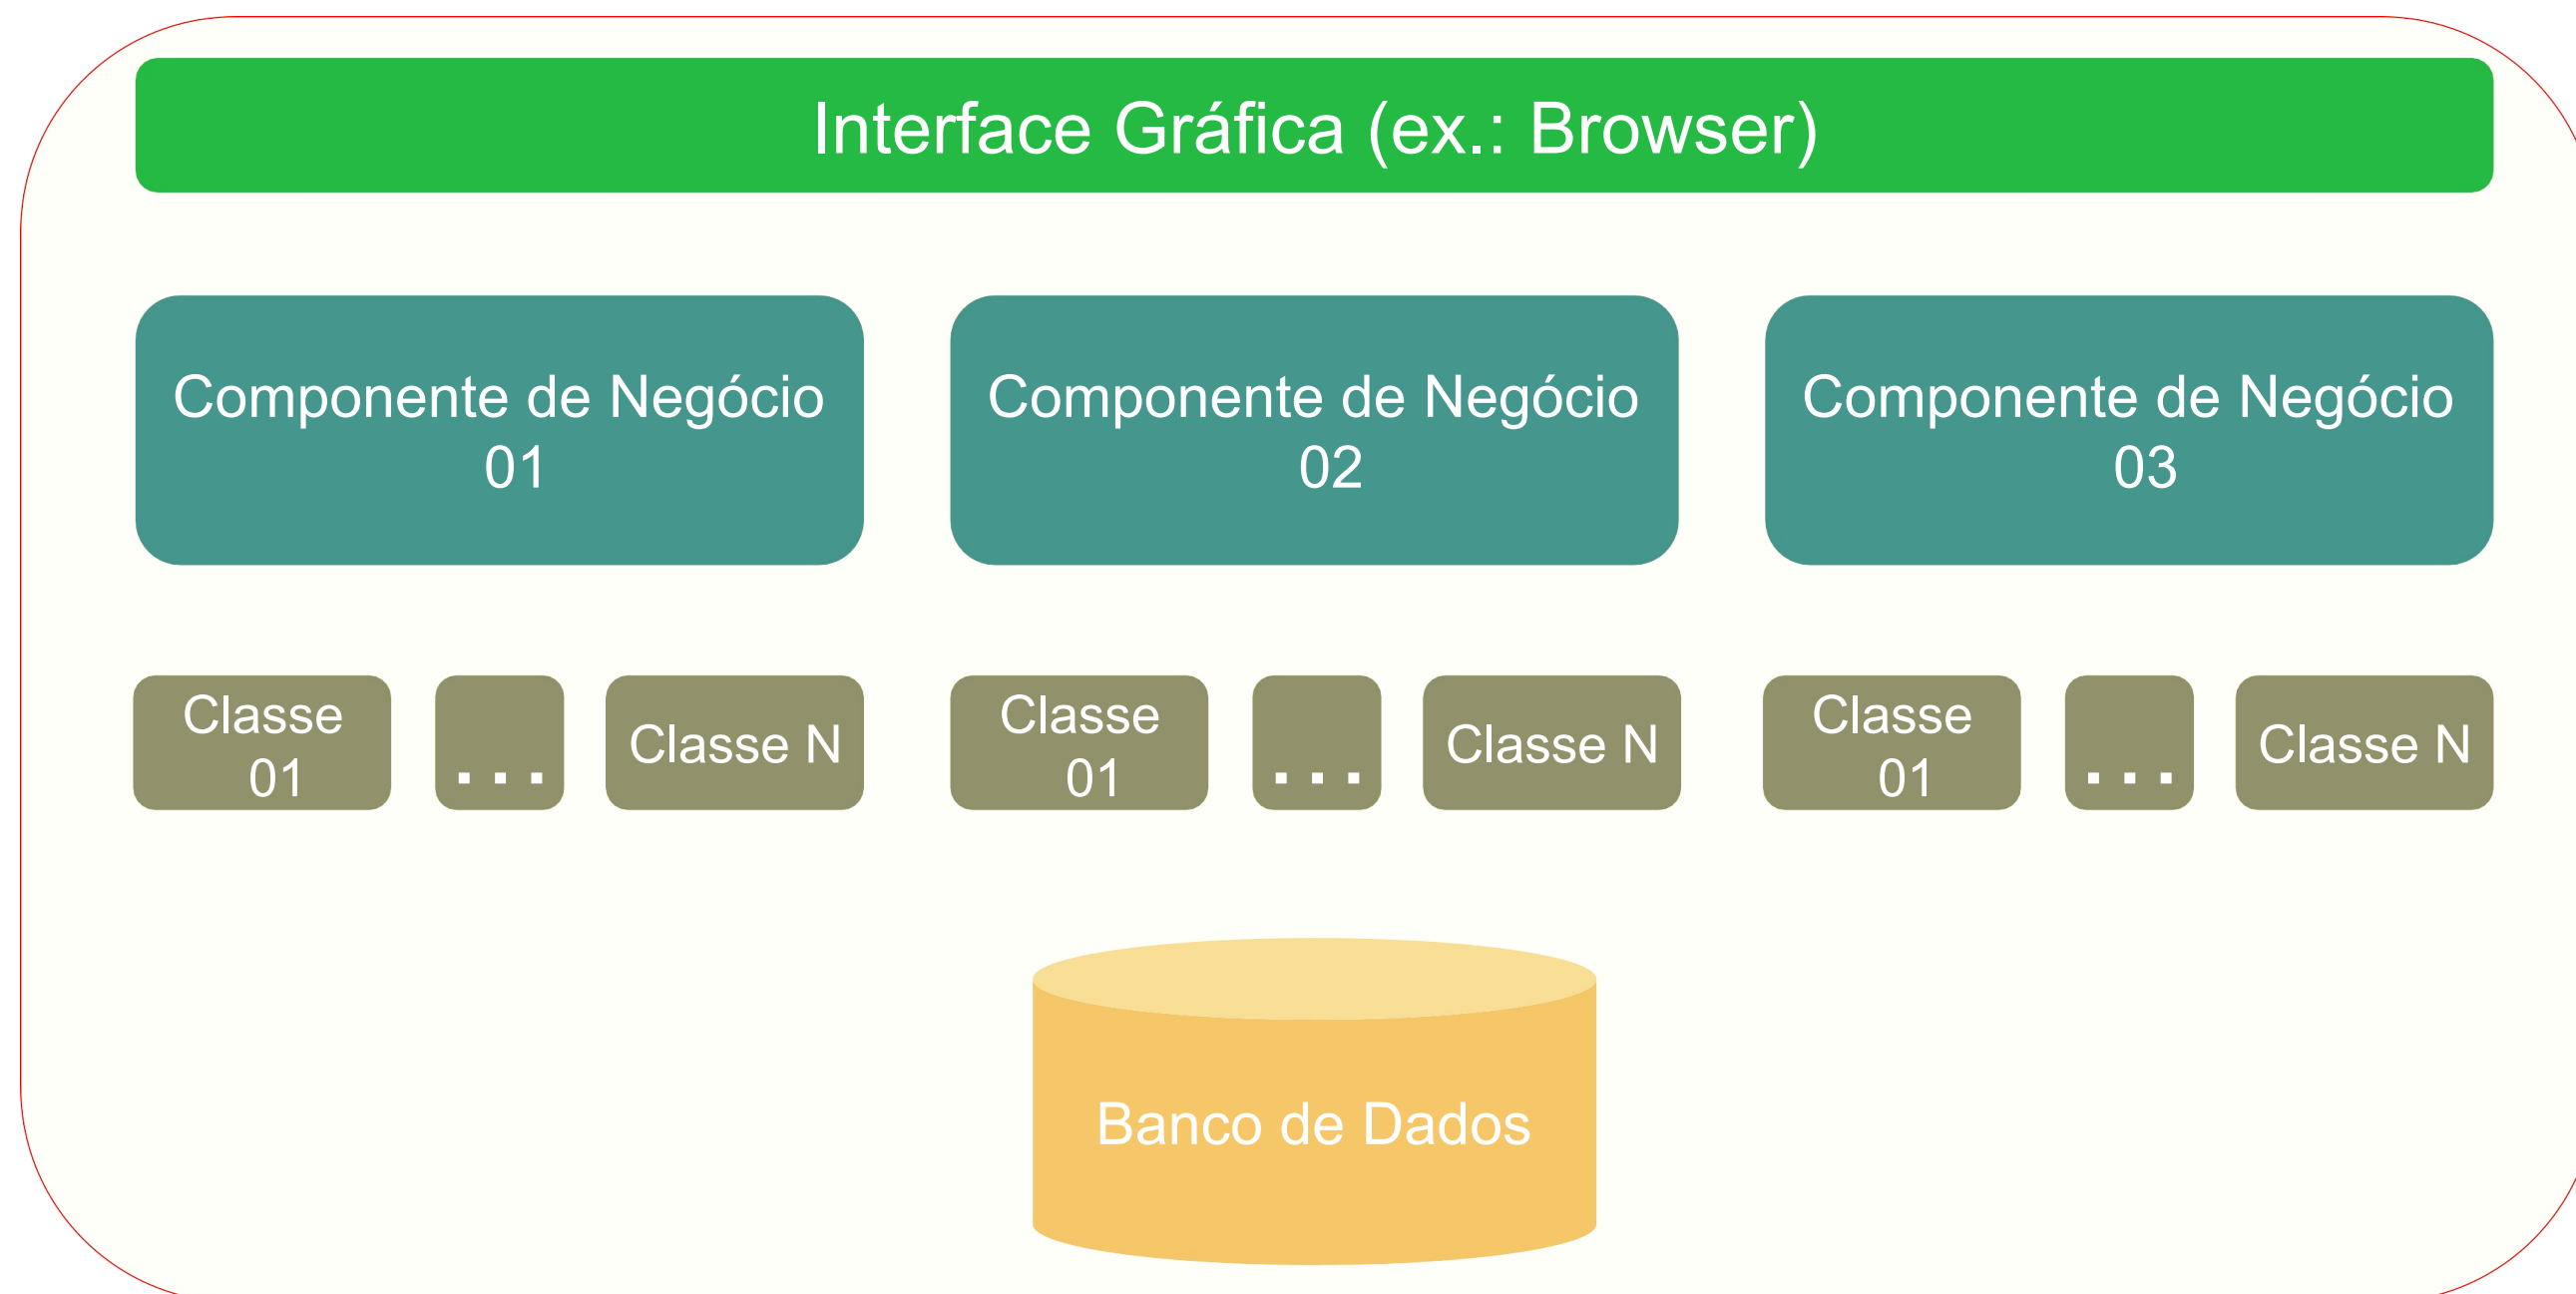 Interface Gráfica (ex.: Browser)
Componente de Negócio
01
Componente de Negócio
02
Componente de Negócio
03
Classe
01
...
Classe N
Classe
01
...
Classe N
Classe
01
...
Classe N
Banco de Dados